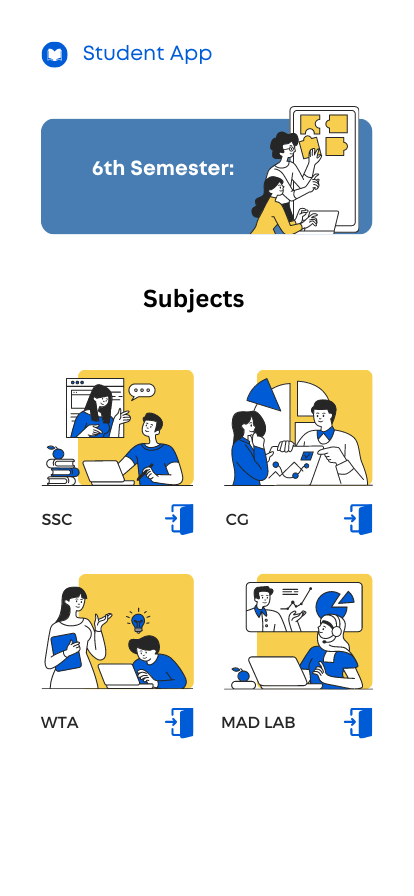 Student App
6th Semester:
Subjects
SSC
CG
WTA
MAD LAB